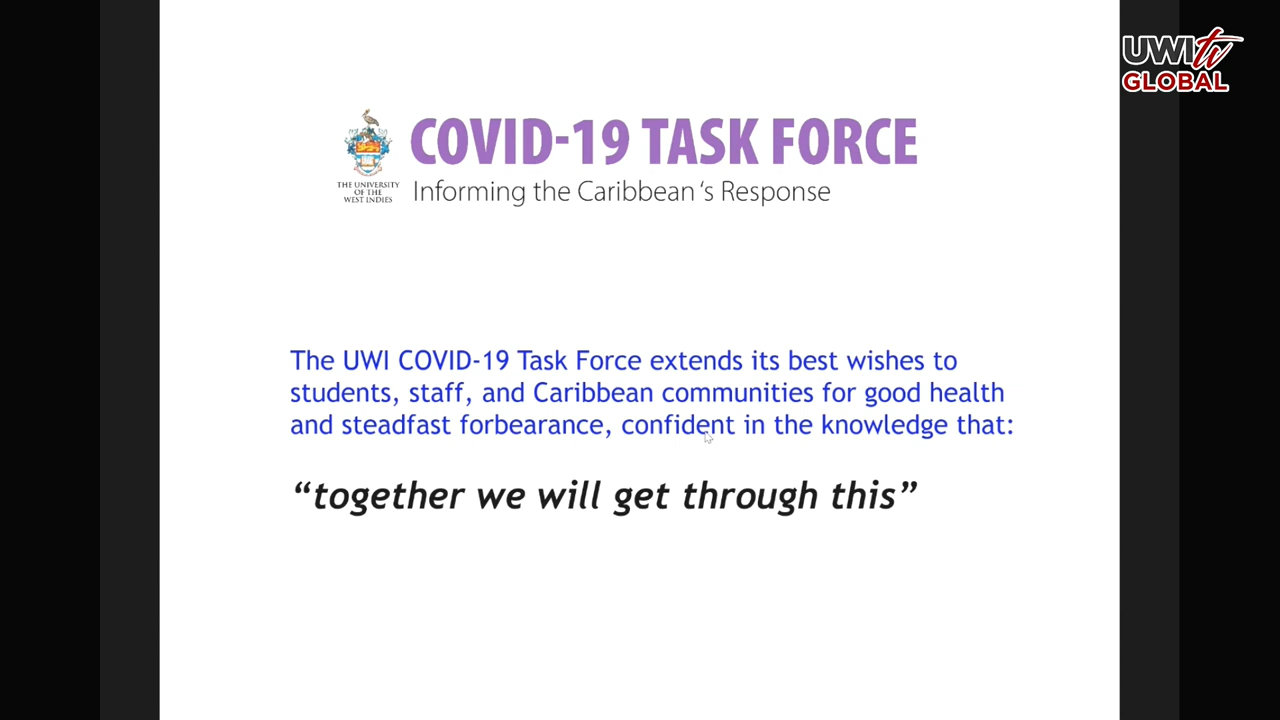 UWI tv
GLOBAL
COVID-19 TASK FORCE
Informing the Caribbean ‘s Response
THE UNIVERSITY
OF THE
WEST INDIES
The UWI COVID-19 Task Force extends its best wishes to
students, staff, and Caribbean communities for good health
and steadfast forbearance, confident in the knowledge that:
“together we will get through this”